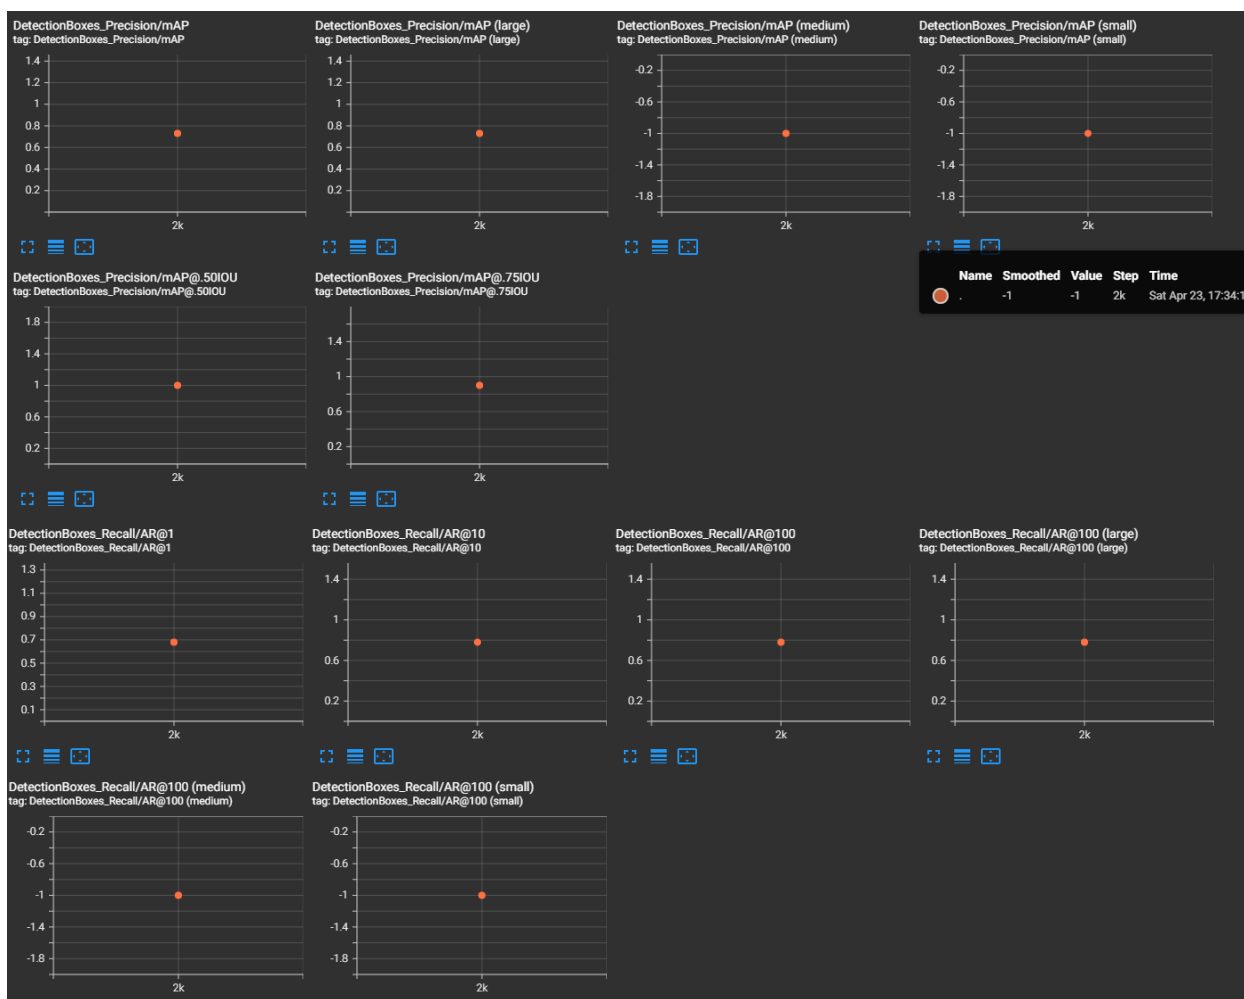 DetectionBoxes_Precision/mAP
tag: DetectionBoxes_Precision/mAP
1.4
1.2
1
0.8
0.6
0.4
0.2
2k
DetectionBoxes_Precision/mAP (large)
tag: DetectionBoxes_Precision/mAP (large)
1.4
1.2
1
0.8
0.6
0.4
0.2
2k
DetectionBoxes_Precision/mAP (medium)
tag: DetectionBoxes_Precision/mAP (medium)
-0.2
-0.6
-1
-1.4
-1.8
2k
DetectionBoxes_Precision/mAP (small)
tag: DetectionBoxes_Precision/mAP (small)
-0.2
-0.6
-1
-1.4
-1.8
2k
Name Smoothed Value Step Time
. -1 -1 2k Sat Apr 23, 17:34:1
DetectionBoxes_Precision/mAP@.50IOU
tag: DetectionBoxes_Precision/mAP@.50IOU
1.8
1.4
1
0.6
0.2
2k
DetectionBoxes_Precision/mAP@.75IOU
tag: DetectionBoxes_Precision/mAP@.75IOU
1.4
1
0.6
0.2
2k
DetectionBoxes_Recall/AR@1
tag: DetectionBoxes_Recall/AR@1
1.3
1.1
0.9
0.7
0.5
0.3
0.1
2k
DetectionBoxes_Recall/AR@10
tag: DetectionBoxes_Recall/AR@10
1.4
1
0.6
0.2
2k
DetectionBoxes_Recall/AR@100
tag: DetectionBoxes_Recall/AR@100
1.4
1
0.6
0.2
2k
DetectionBoxes_Recall/AR@100 (large)
tag: DetectionBoxes_Recall/AR@100 (large)
1.4
1
0.6
0.2
2k
DetectionBoxes_Recall/AR@100 (medium)
tag: DetectionBoxes_Recall/AR@100 (medium)
-0.2
-0.6
-1
-1.4
-1.8
2k
DetectionBoxes_Recall/AR@100 (small)
tag: DetectionBoxes_Recall/AR@100 (small)
-0.2
-0.6
-1
-1.4
-1.8
2k